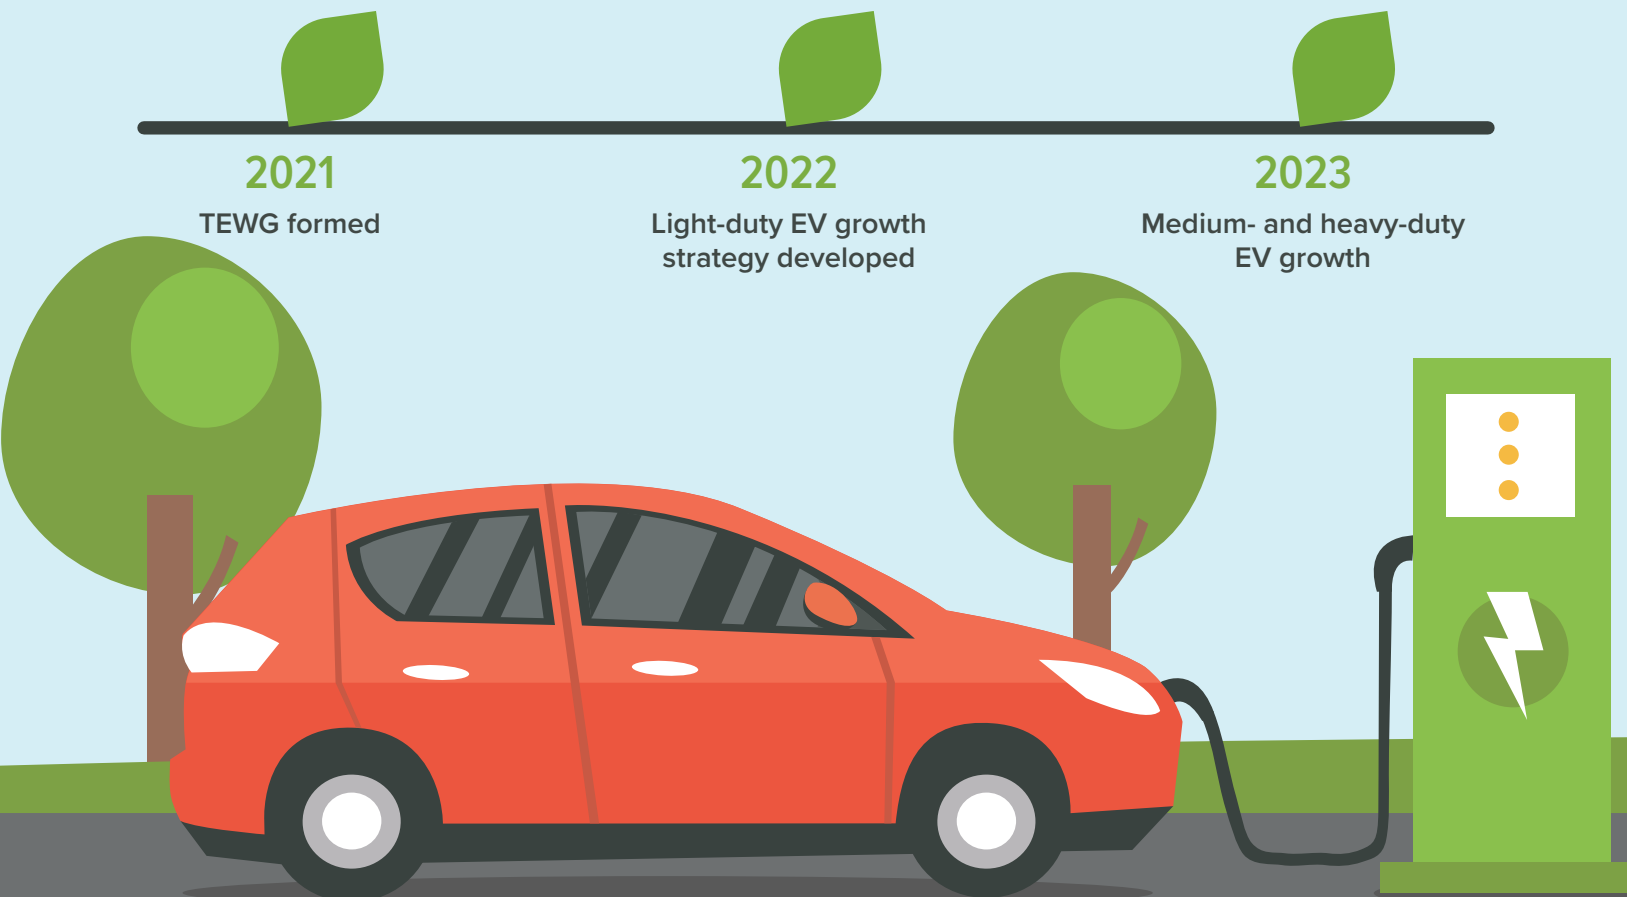 2021
TEWG formed
2022
Light-duty EV growth
strategy developed
2023
Medium- and heavy-duty
EV growth